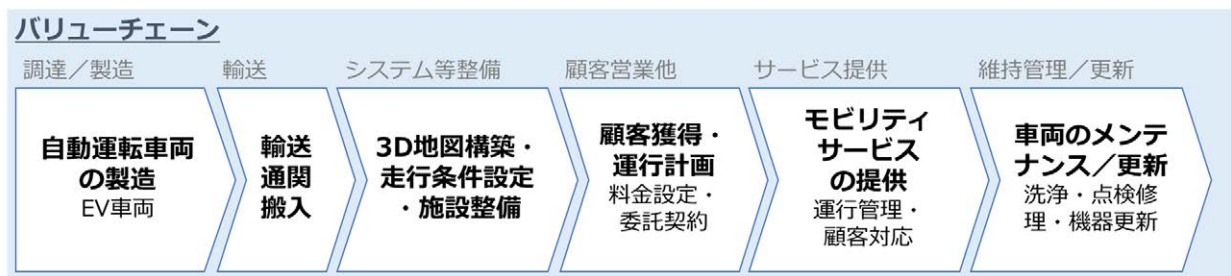 バリューチェーン
調達／製造
輸送
システム等整備
顧客営業他
サービス提供
維持管理／更新
自動運転車両
の製造
EV車両
輸送
通関
搬入
3D地図構築・
走行条件設定
・施設整備
顧客獲得・
運行計画
料金設定・
委託契約
モビリティ
サービス
の提供
運行管理・
顧客対応
車両のメンテ
ナンス／更新
洗浄・点検修
理・機器更新